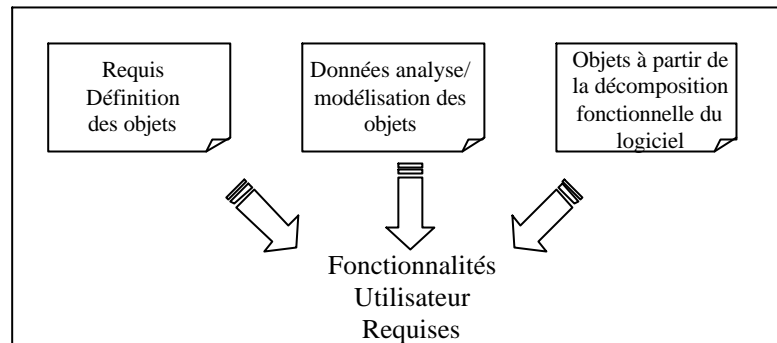 Requis
Définition
des objets
Données analyse/
modélisation des
objets
Objets à partir de
la décomposition
fonctionnelle du
logiciel
Fonctionnalités
Utilisateur
Requises